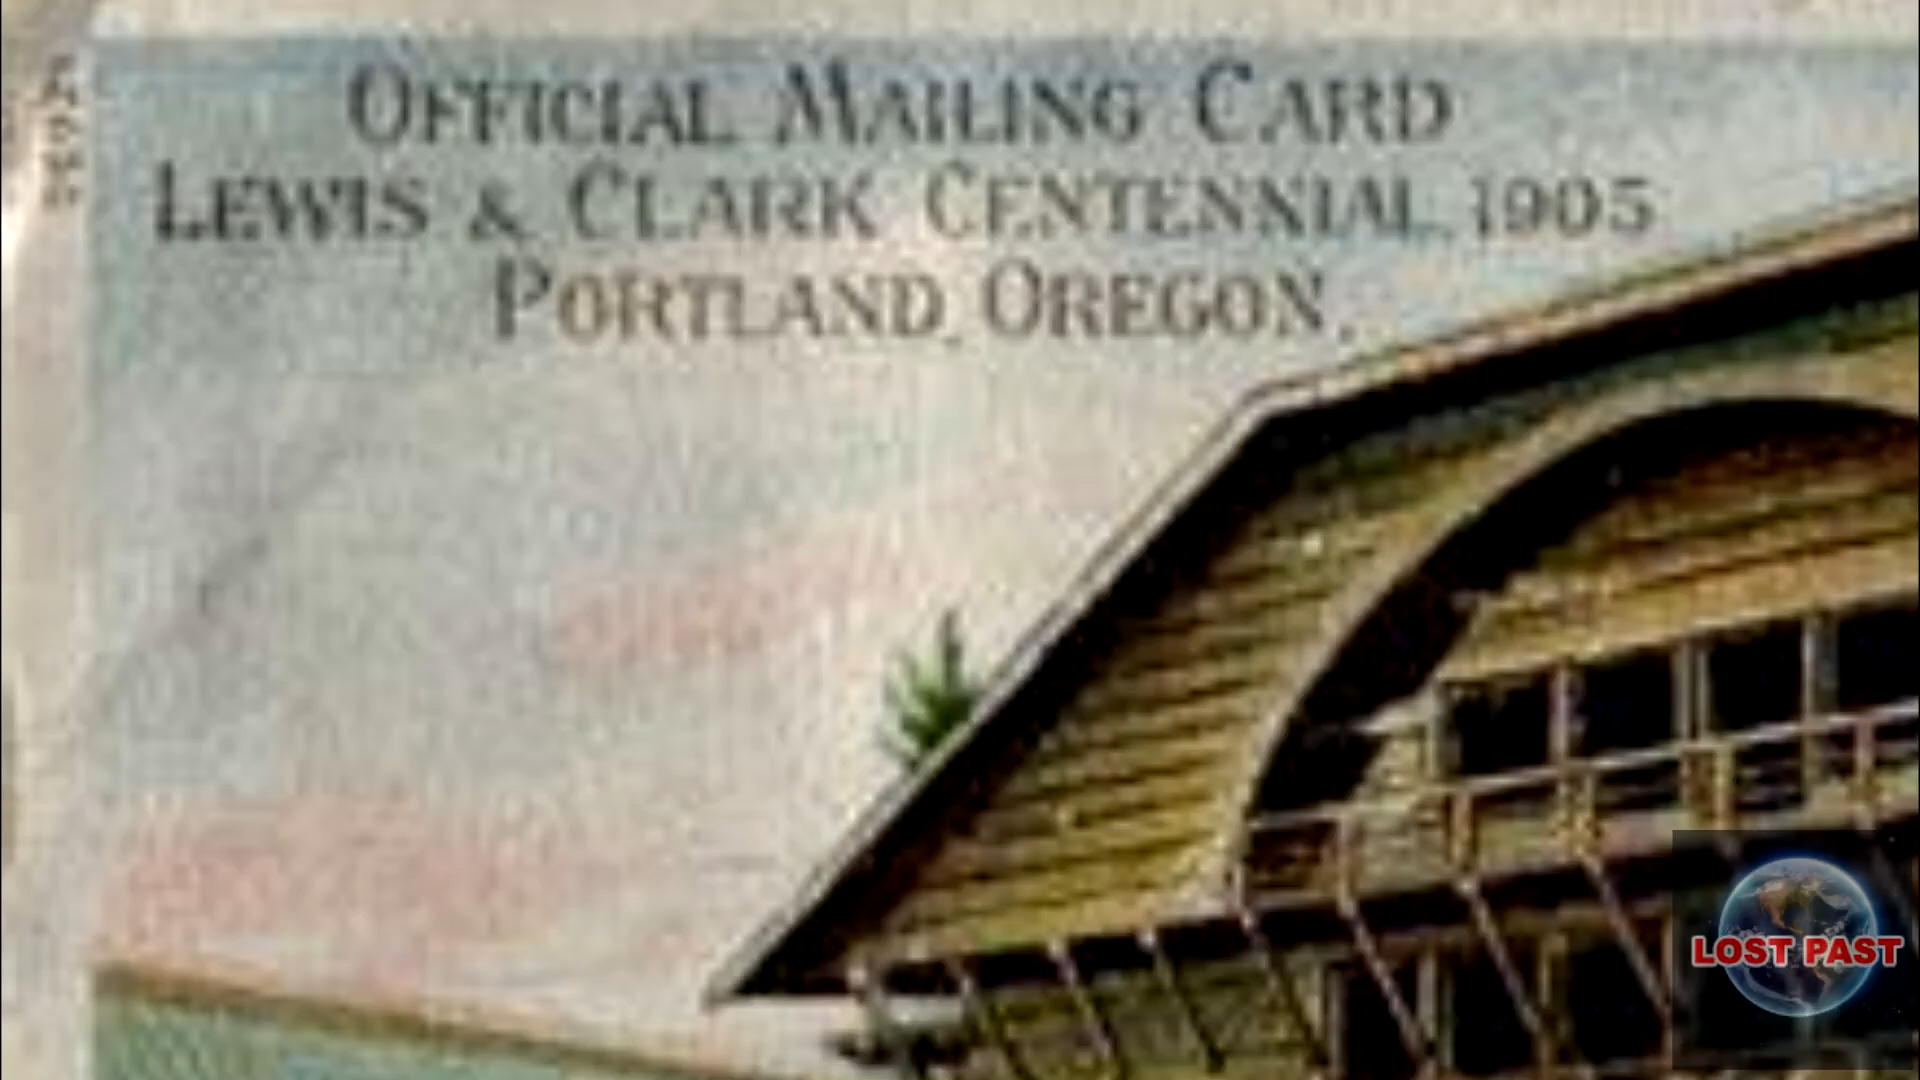 OFFICIAL MAILING CARD
LEWIS & CLARK CENTENNIAL, 1905
PORTLAND, OREGON.
LOST PAST